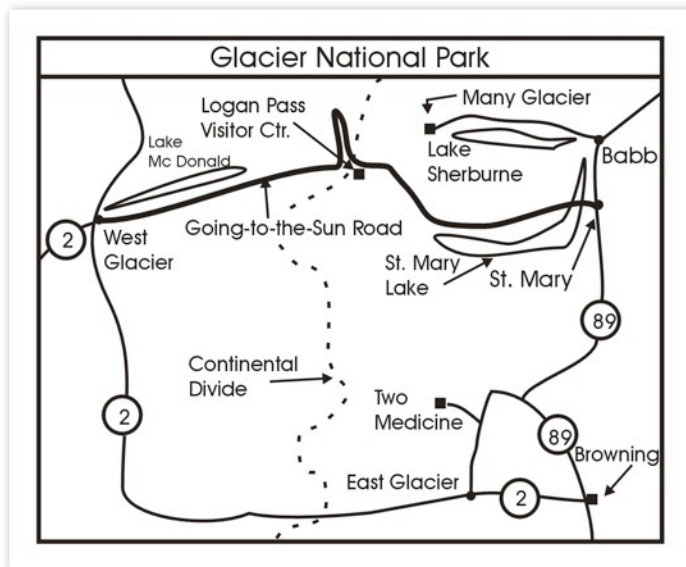 Glacier National Park
Logan Pass
Visitor Ctr.
Many Glacier
Lake
Mc Donald
Lake
Sherburne
Babb
2
West
Glacier
Going-to-the-Sun Road
St. Mary
Lake
St. Mary
89
Continental
Divide
2
Two
Medicine
89
Browning
East Glacier
2